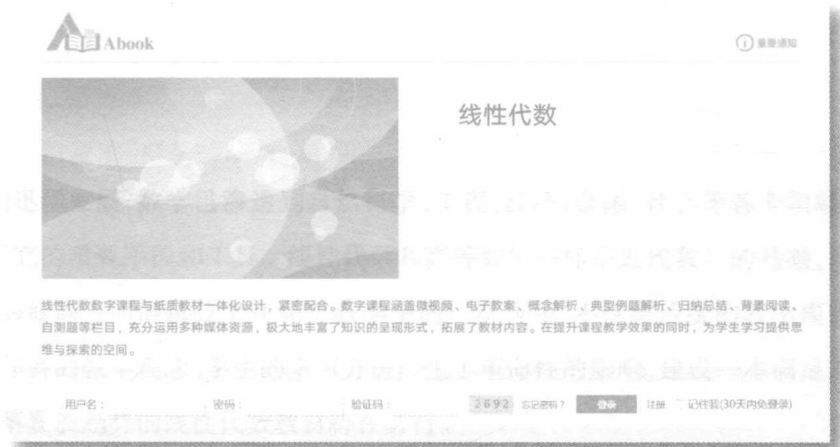 Abook
重要通知
线性代数
线性代数数字课程与纸质教材一体化设计，紧密配合。数字课程涵盖微视频、电子教案、概念解析、典型例题解析、归纳总结、背景阅读、
自测题等栏目，充分运用多种媒体资源，极大地丰富了知识的呈现形式，拓展了教材内容。在提升课程教学效果的同时，为学生学习提供思
维与探索的空间。
用户名： 密码： 验证码： 2692 忘记密码？ 登录 注册 记住我(30天内免登录)